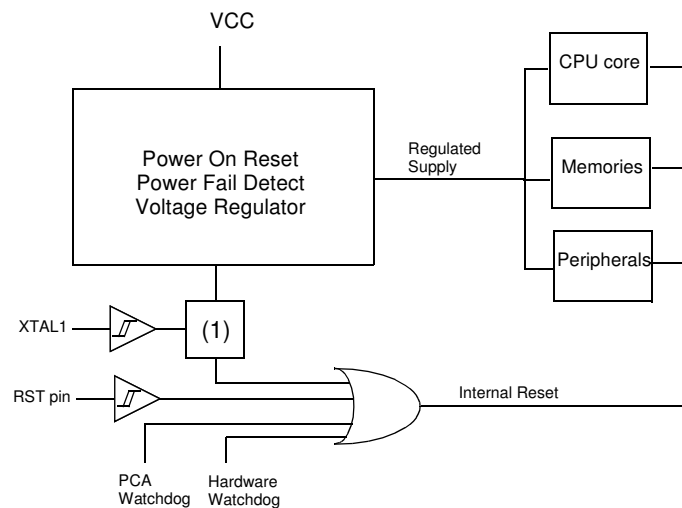 VCC
CPU core
Power On Reset
Power Fail Detect
Voltage Regulator
Regulated
Supply
Memories
Peripherals
XTAL1
(1)
RST pin
Internal Reset
PCA
Watchdog
Hardware
Watchdog